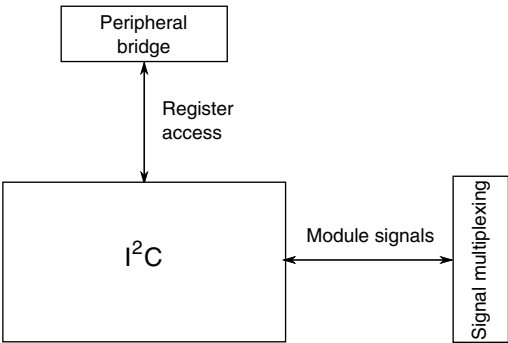 Peripheral
bridge
Register
access
I²C
Module signals
Signal multiplexing